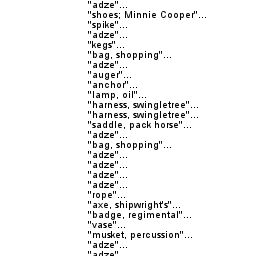 "adze"...
"shoes; Minnie Cooper"...
"spike"...
"adze"...
"kegs"...
"bag, shopping"...
"adze"...
"auger"...
"anchor"...
"lamp, oil"...
"harness, swingletree"...
"harness, swingletree"...
"saddle, pack horse"...
"adze"...
"bag, shopping"...
"adze"...
"adze"...
"adze"...
"adze"...
"rope"...
"axe, shipwright's"...
"badge, regimental"...
"vase"...
"musket, percussion"...
"adze"...
"adze"